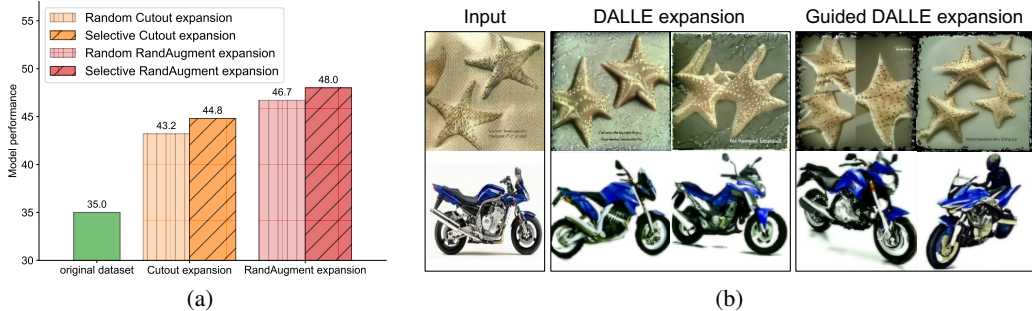 Random Cutout expansion
Selective Cutout expansion
Random RandAugment expansion
Selective RandAugment expansion
Model performance
55
50
45
40
35
30
35.0
43.2
44.8
46.7
48.0
original dataset
Cutout expansion
RandAugment expansion
(a)
Input
DALLE expansion
Guided DALLE expansion
(b)